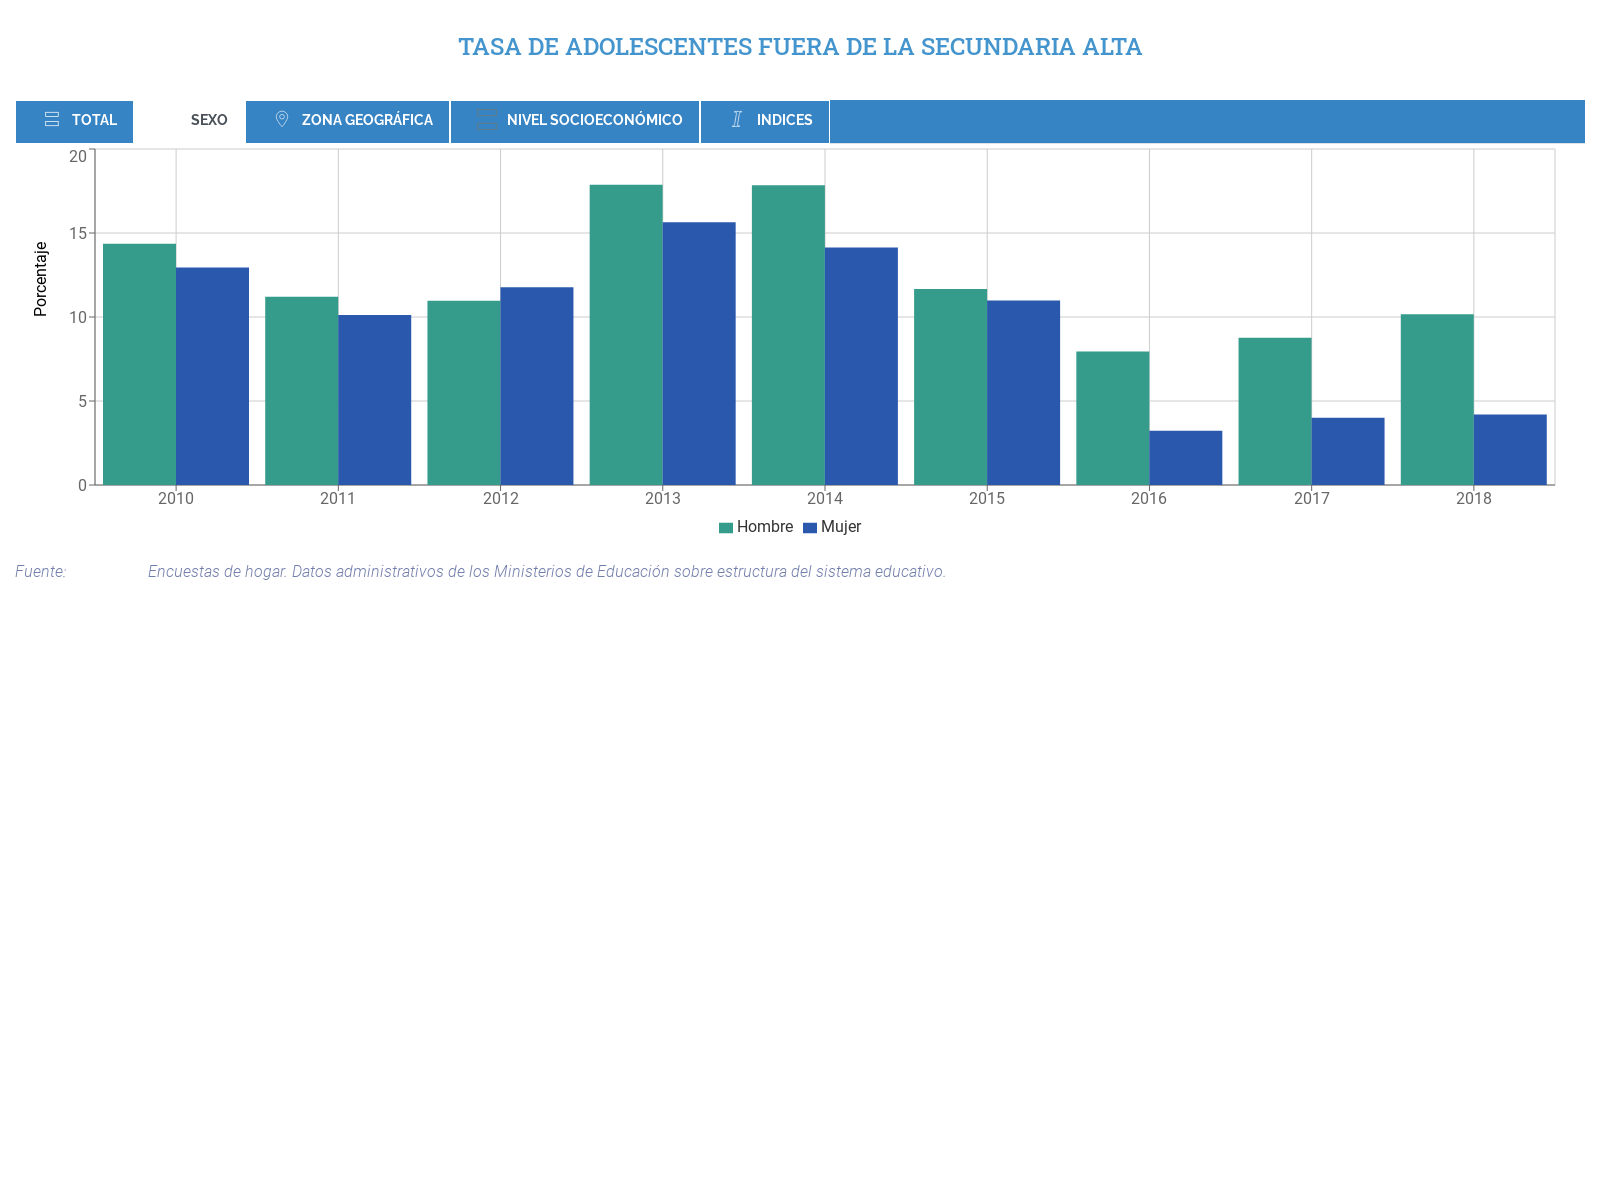 TASA DE ADOLESCENTES FUERA DE LA SECUNDARIA ALTA
TOTAL SEXO ZONA GEOGRÁFICA NIVEL SOCIOECONÓMICO INDICES
Porcentaje
20
15
10
5
0
2010 2011 2012 2013 2014 2015 2016 2017 2018
Hombre Mujer
Fuente: Encuestas de hogar. Datos administrativos de los Ministerios de Educación sobre estructura del sistema educativo.